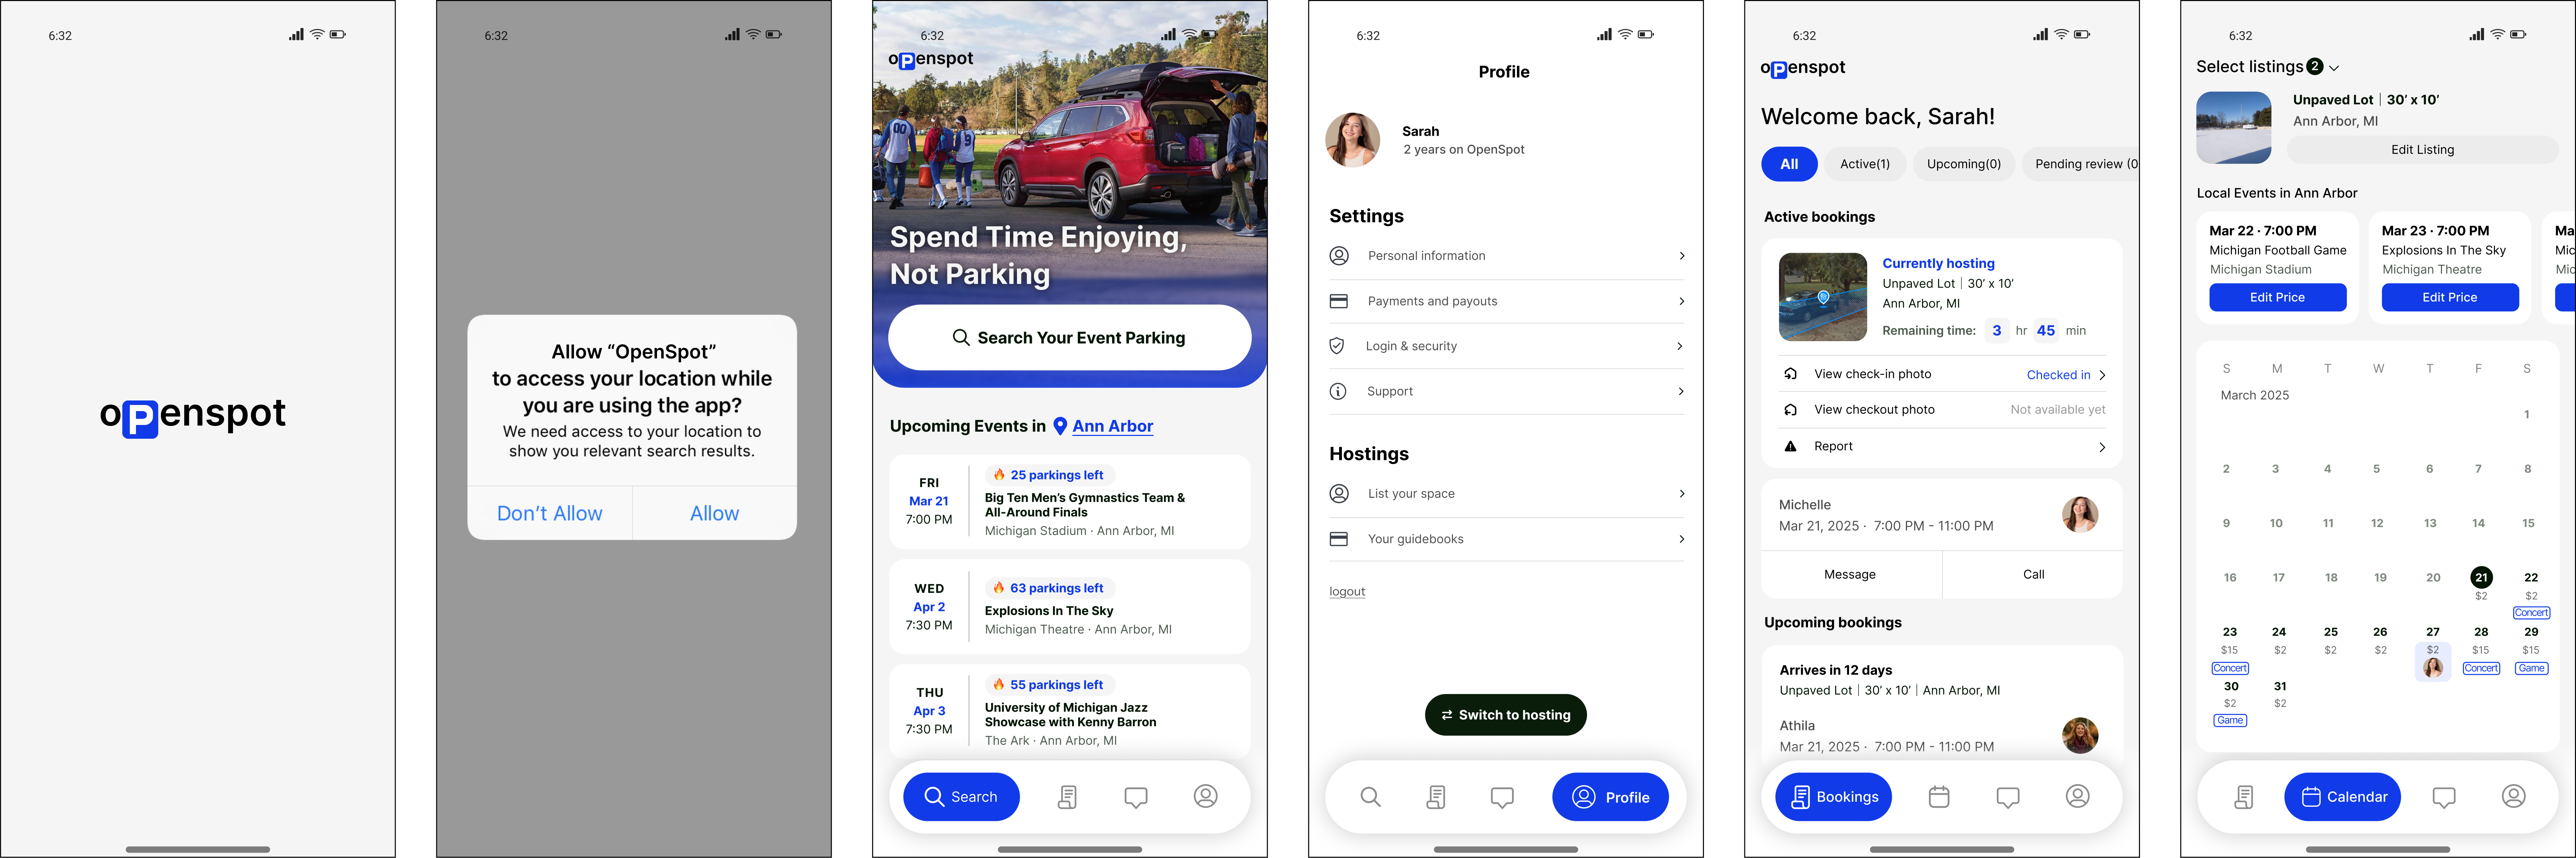 6:32
oPenspot
6:32
Allow “OpenSpot”
to access your location while
you are using the app?
We need access to your location to
show you relevant search results.
Don’t Allow
Allow
6:32
oPenspot
00
Spend Time Enjoying,
Not Parking
Search Your Event Parking
Upcoming Events in Ann Arbor
FRI
Mar 21
7:00 PM
25 parkings left
Big Ten Men’s Gymnastics Team &
All-Around Finals
Michigan Stadium · Ann Arbor, MI
WED
Apr 2
7:30 PM
63 parkings left
Explosions In The Sky
Michigan Theatre · Ann Arbor, MI
THU
Apr 3
7:30 PM
55 parkings left
University of Michigan Jazz
Showcase with Kenny Barron
The Ark · Ann Arbor, MI
Search
6:32
Profile
Sarah
2 years on OpenSpot
Settings
Personal information
Payments and payouts
Login & security
Support
Hostings
List your space
Your guidebooks
logout
Switch to hosting
Profile
6:32
oPenspot
Welcome back, Sarah!
All
Active(1)
Upcoming(0)
Pending review (0
Active bookings
Currently hosting
Unpaved Lot | 30’ x 10’
Ann Arbor, MI
Remaining time: 3 hr 45 min
View check-in photo
Checked in
View checkout photo
Not available yet
Report
Michelle
Mar 21, 2025 · 7:00 PM - 11:00 PM
Message
Call
Upcoming bookings
Arrives in 12 days
Unpaved Lot | 30’ x 10’ | Ann Arbor, MI
Athila
Mar 21, 2025 · 7:00 PM - 11:00 PM
Bookings
6:32
Select listings 2
Unpaved Lot | 30’ x 10’
Ann Arbor, MI
Edit Listing
Local Events in Ann Arbor
Mar 22 · 7:00 PM
Michigan Football Game
Michigan Stadium
Edit Price
Mar 23 · 7:00 PM
Explosions In The Sky
Michigan Theatre
Edit Price
Ma
Mic
Mic
S M T W T F S
March 2025
1
2 3 4 5 6 7 8
9 10 11 12 13 14 15
16 17 18 19 20 21 22
$2 $2
Concert
23 24 25 26 27 28 29
$15 $2 $2 $2 $2 $15 $15
Concert Concert Game
30 31
$2 $2
Game
Calendar